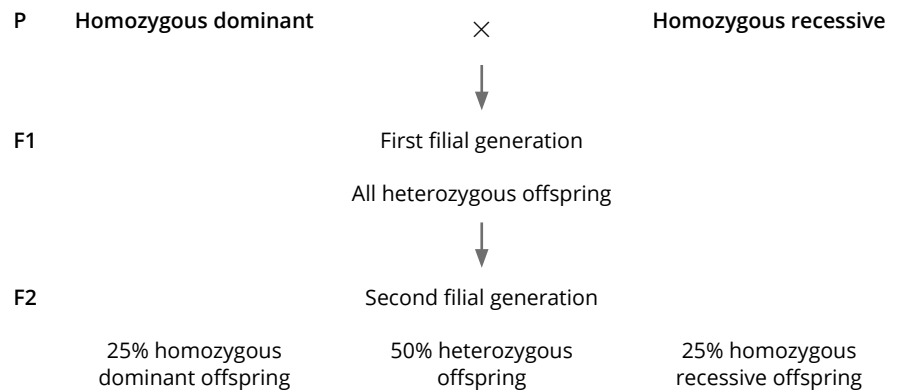 P Homozygous dominant × Homozygous recessive
F1 First filial generation
All heterozygous offspring
F2 Second filial generation
25% homozygous 50% heterozygous 25% homozygous
dominant offspring offspring recessive offspring